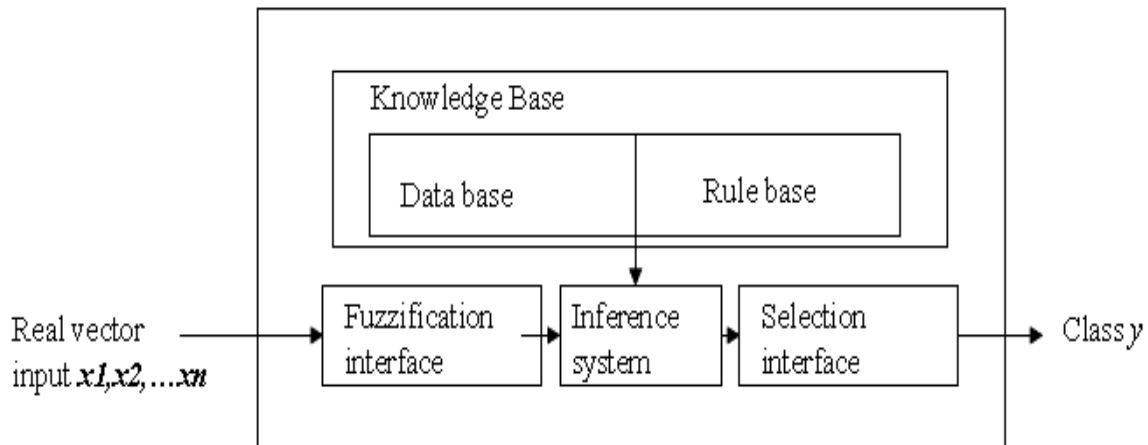 Knowledge Base
Data base
Rule base
Real vector
input x1,x2,...xn
Fuzzification
interface
Inference
system
Selection
interface
Class y